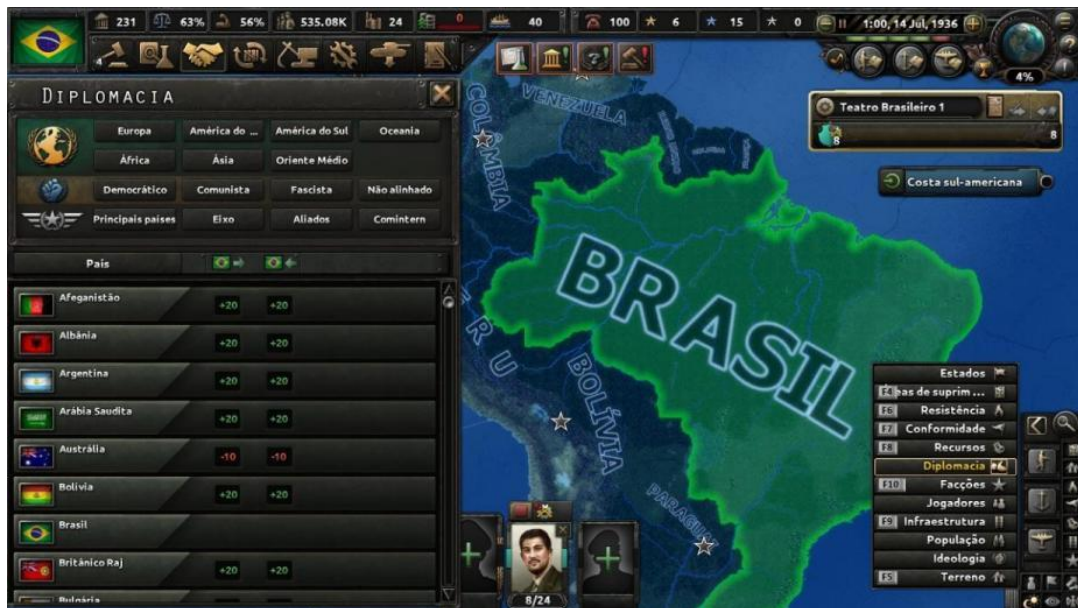 231 63% 56% 535.08K 24 0 40 100 6 15 0 1:00, 14 Jul, 1936
4%
DIPLOMACIA
Europa América do ... América do Sul Oceania
África Ásia Oriente Médio
Democrático Comunista Fascista Não alinhado
Principais países Eixo Aliados Comintern
País
Afeganistão +20 +20
Albânia +20 +20
Argentina +20 +20
Arábia Saudita +20 +20
Austrália -10 -10
Bolívia +20 +20
Brasil
Britânico Raj +20 +20
Bulgária
VENEZUELA
COLÔMBIA
BRASIL
BOLÍVIA
PARAGUAI
8/24
Teatro Brasileiro 1
8 8
Costa sul-americana
Estados
F4 eas de suprim ...
F6 Resistência
F7 Conformidade
F8 Recursos
Diplomacia
F10 Facções
Jogadores
F9 Infraestrutura
População
Ideologia
F5 Terreno